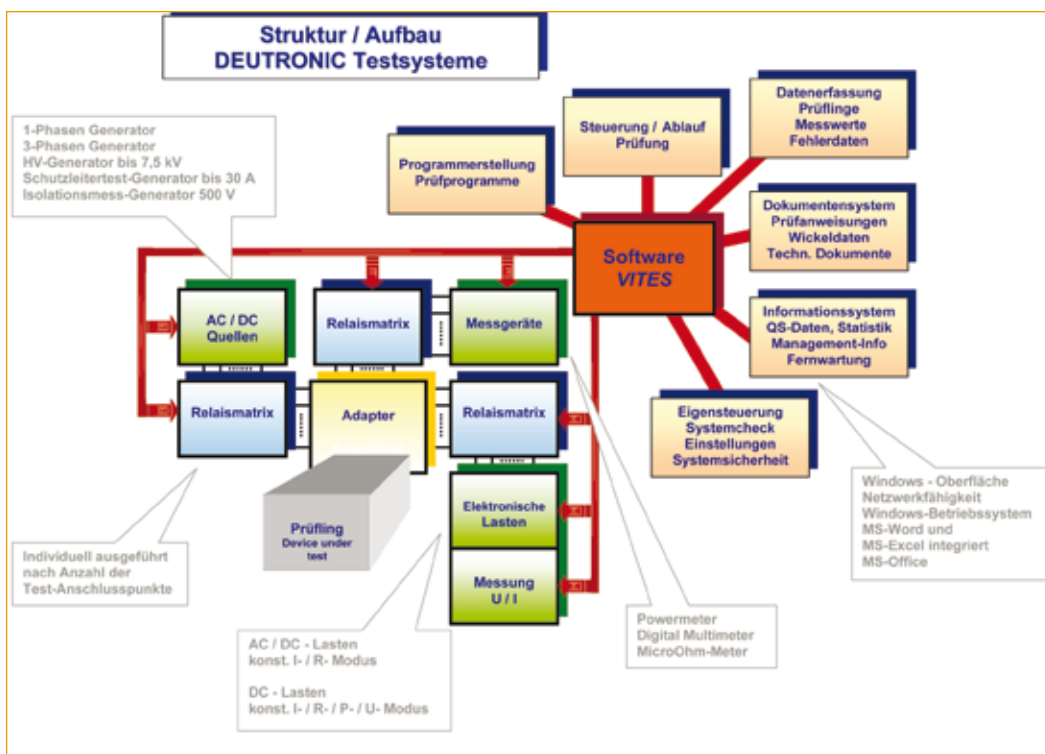 Struktur / Aufbau
DEUTRONIC Testsysteme
1-Phasen Generator
3-Phasen Generator
HV-Generator bis 7,5 kV
Schutzleitertest-Generator bis 30 A
Isolationsmess-Generator 500 V
Programmerstellung
Prüfprogramme
Steuerung / Ablauf
Prüfung
Datenerfassung
Prüflinge
Messwerte
Fehlerdaten
Dokumentensystem
Prüfanweisungen
Wickeldaten
Techn. Dokumente
Software
VITES
Informationssystem
QS-Daten, Statistik
Management-Info
Fernwartung
Eigensteuerung
Systemcheck
Einstellungen
Systemsicherheit
AC / DC
Quellen
Relaismatrix
Messgeräte
Relaismatrix
Adapter
Relaismatrix
Elektronische
Lasten
Messung
U / I
Prüfling
Device under
test
Individuell ausgeführt
nach Anzahl der
Test-Anschlusspunkte
AC / DC - Lasten
konst. I- / R- Modus
DC - Lasten
konst. I- / R- / P- / U- Modus
Powermeter
Digital Multimeter
MicroOhm-Meter
Windows - Oberfläche
Netzwerkfähigkeit
Windows-Betriebssystem
MS-Word und
MS-Excel integriert
MS-Office